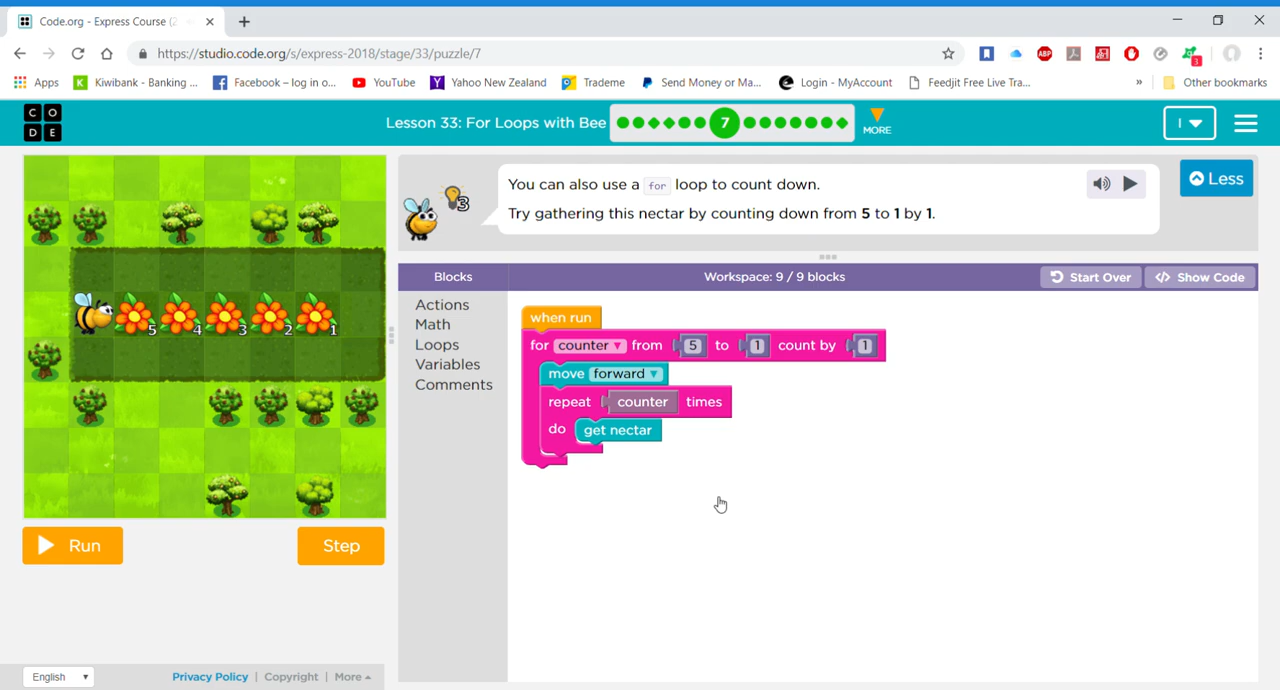 Code.org - Express Course (2
https://studio.code.org/s/express-2018/stage/33/puzzle/7
ABP
3
Apps
Kiwibank - Banking ...
Facebook – log in o...
YouTube
Yahoo New Zealand
Trademe
Send Money or Ma...
Login - MyAccount
Feedjit Free Live Tra...
»
Other bookmarks
C O
D E
Lesson 33: For Loops with Bee
7
MORE
I
You can also use a for loop to count down.
3
Try gathering this nectar by counting down from 5 to 1 by 1.
Less
Blocks
Workspace: 9 / 9 blocks
Start Over
</> Show Code
Actions
Math
Loops
Variables
Comments
when run
for counter from 5 to 1 count by 1
move forward
repeat counter times
do get nectar
5 4 3 2 1
Run
Step
English
Privacy Policy | Copyright | More